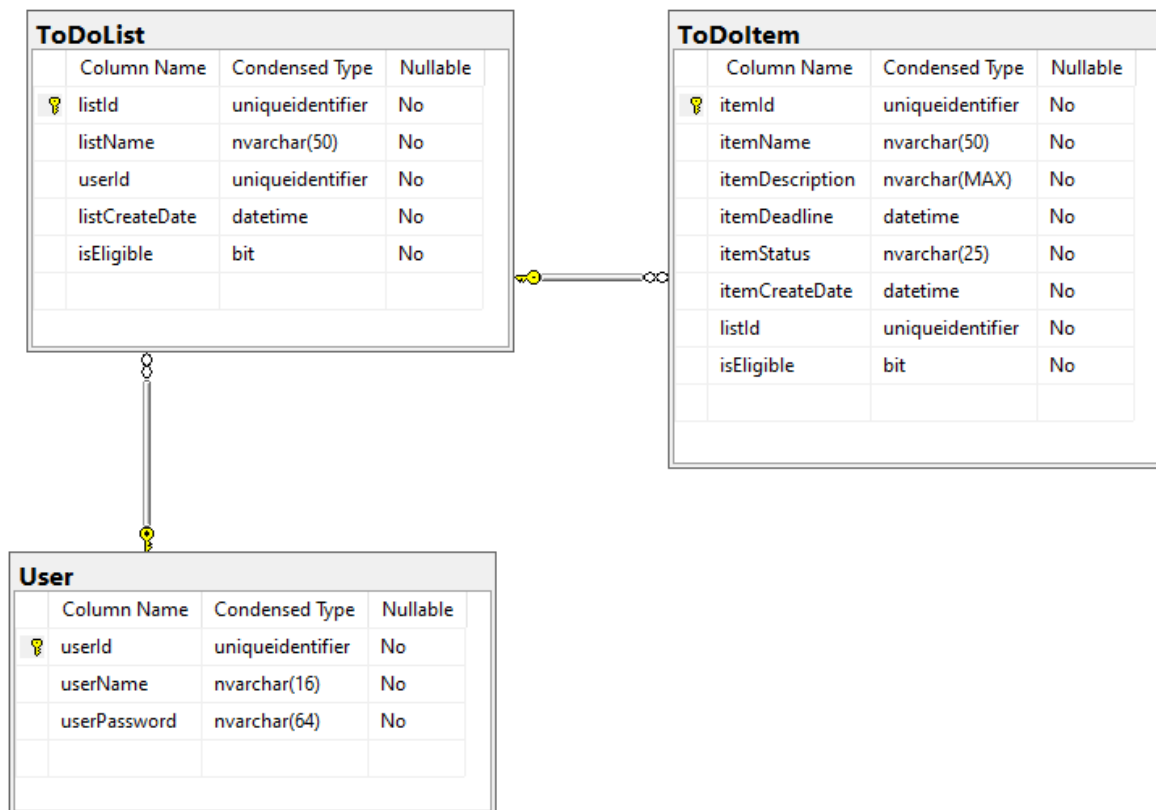 ToDoList
Column Name Condensed Type Nullable
listId uniqueidentifier No
listName nvarchar(50) No
userId uniqueidentifier No
listCreateDate datetime No
isEligible bit No
ToDoItem
Column Name Condensed Type Nullable
itemId uniqueidentifier No
itemName nvarchar(50) No
itemDescription nvarchar(MAX) No
itemDeadline datetime No
itemStatus nvarchar(25) No
itemCreateDate datetime No
listId uniqueidentifier No
isEligible bit No
User
Column Name Condensed Type Nullable
userId uniqueidentifier No
userName nvarchar(16) No
userPassword nvarchar(64) No